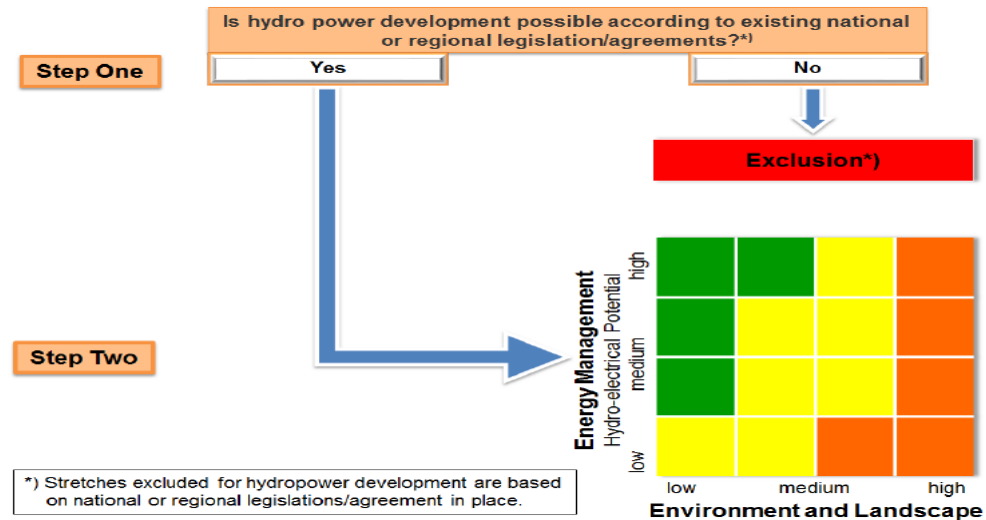 Is hydro power development possible according to existing national
or regional legislation/agreements?*)
Step One
Yes
No
Exclusion*)
Step Two
Energy Management
Hydro-electrical Potential
high
medium
low
low
medium
high
Environment and Landscape
*) Stretches excluded for hydropower development are based
on national or regional legislations/agreement in place.